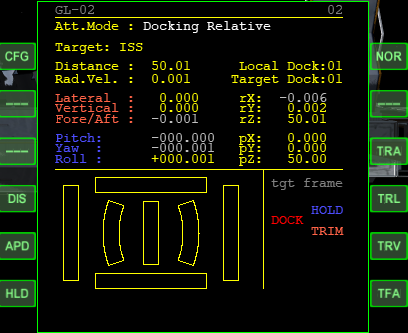 GL-02 02
Att.Mode : Docking Relative
Target: ISS
Distance : 50.01 Local Dock:01
Rad.Vel. : 0.001 Target Dock:01
Lateral : 0.000 rX: -0.006
Vertical : 0.000 rY: 0.002
Fore/Aft : -0.001 rZ: 50.01
Pitch: -000.000 pX: 0.000
Yaw : -000.001 pY: 0.000
Roll : +000.001 pZ: 50.00
tgt frame
HOLD
DOCK
TRIM
CFG
---
---
DIS
APD
HLD
NOR
---
TRA
TRL
TRV
TFA